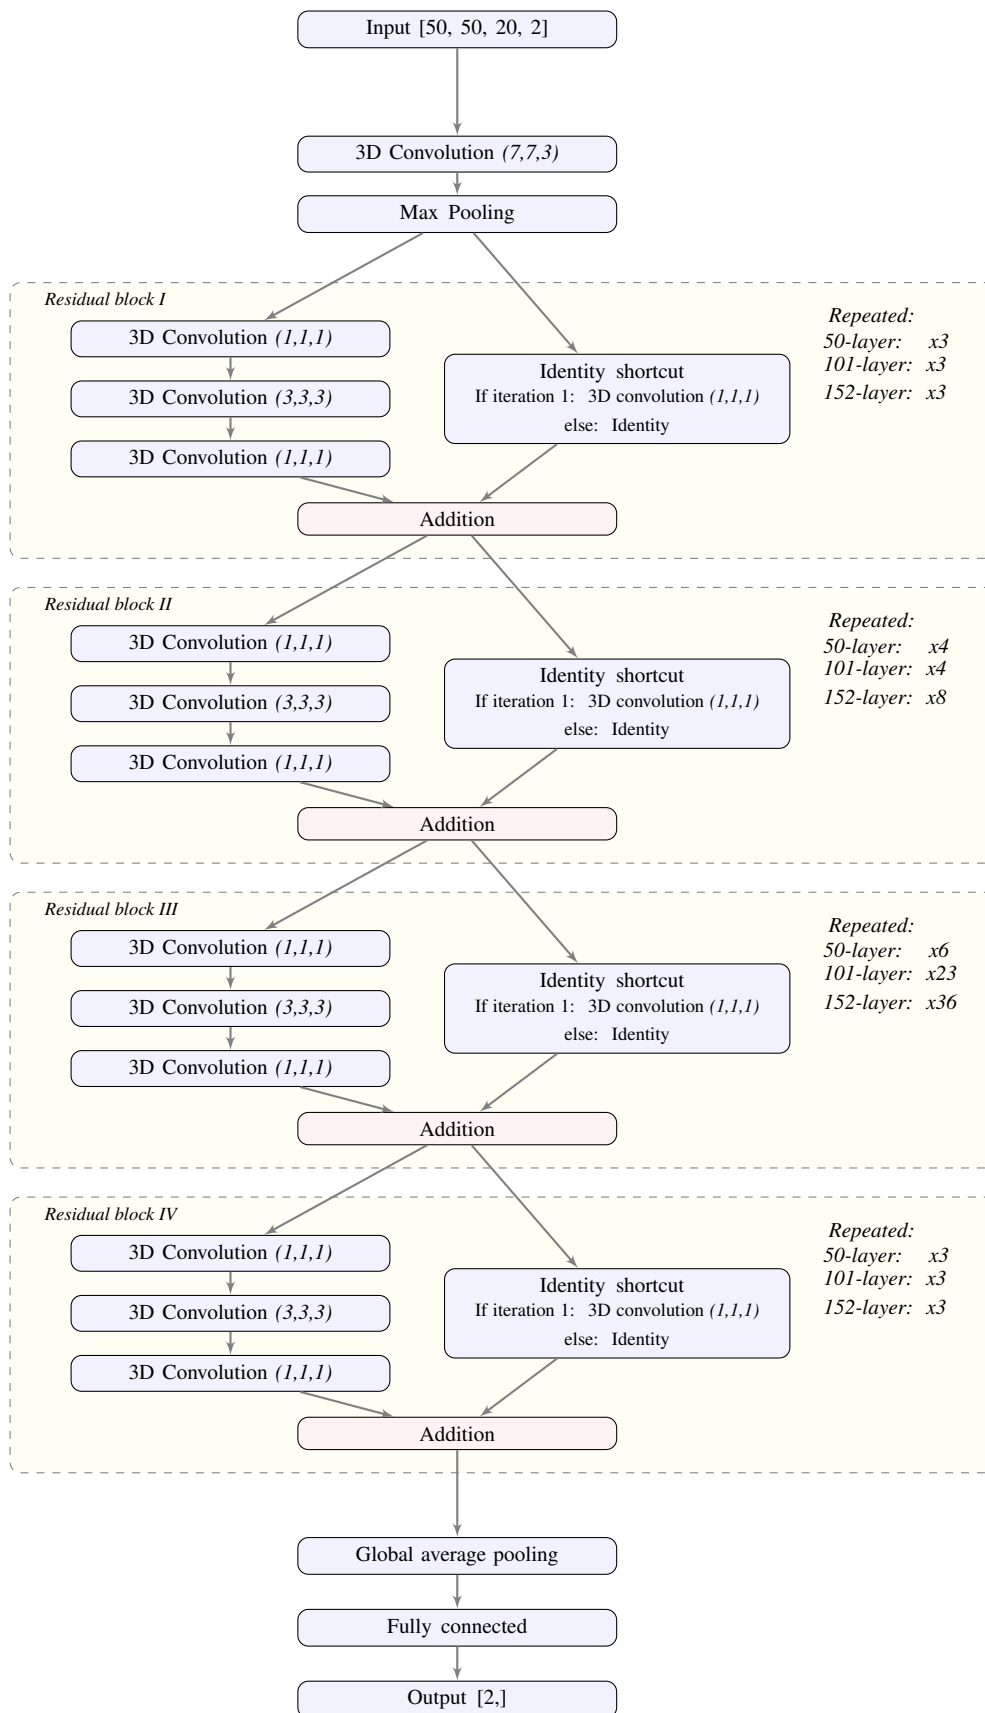 Input [50, 50, 20, 2]
3D Convolution (7,7,3)
Max Pooling
Residual block I
3D Convolution (1,1,1)
3D Convolution (3,3,3)
3D Convolution (1,1,1)
Identity shortcut
If iteration 1: 3D convolution (1,1,1)
else: Identity
Repeated:
50-layer: x3
101-layer: x3
152-layer: x3
Addition
Residual block II
3D Convolution (1,1,1)
3D Convolution (3,3,3)
3D Convolution (1,1,1)
Identity shortcut
If iteration 1: 3D convolution (1,1,1)
else: Identity
Repeated:
50-layer: x4
101-layer: x4
152-layer: x8
Addition
Residual block III
3D Convolution (1,1,1)
3D Convolution (3,3,3)
3D Convolution (1,1,1)
Identity shortcut
If iteration 1: 3D convolution (1,1,1)
else: Identity
Repeated:
50-layer: x6
101-layer: x23
152-layer: x36
Addition
Residual block IV
3D Convolution (1,1,1)
3D Convolution (3,3,3)
3D Convolution (1,1,1)
Identity shortcut
If iteration 1: 3D convolution (1,1,1)
else: Identity
Repeated:
50-layer: x3
101-layer: x3
152-layer: x3
Addition
Global average pooling
Fully connected
Output [2,]